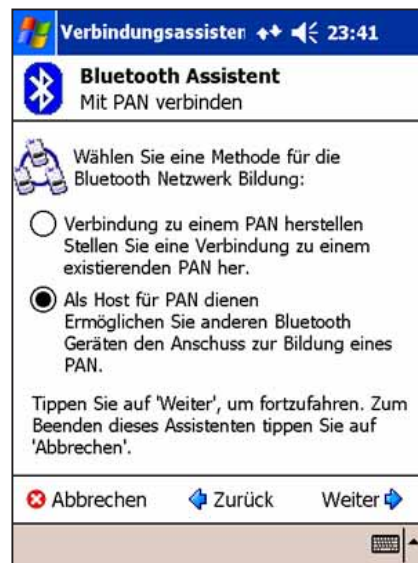 Verbindungsassisten 23:41
Bluetooth Assistent
Mit PAN verbinden
Wählen Sie eine Methode für die
Bluetooth Netzwerk Bildung:
Verbindung zu einem PAN herstellen
Stellen Sie eine Verbindung zu einem
existierenden PAN her.
Als Host für PAN dienen
Ermöglichen Sie anderen Bluetooth
Geräten den Anschuss zur Bildung eines
PAN.
Tippen Sie auf 'Weiter', um fortzufahren. Zum
Beenden dieses Assistenten tippen Sie auf
'Abbrechen'.
Abbrechen Zurück Weiter